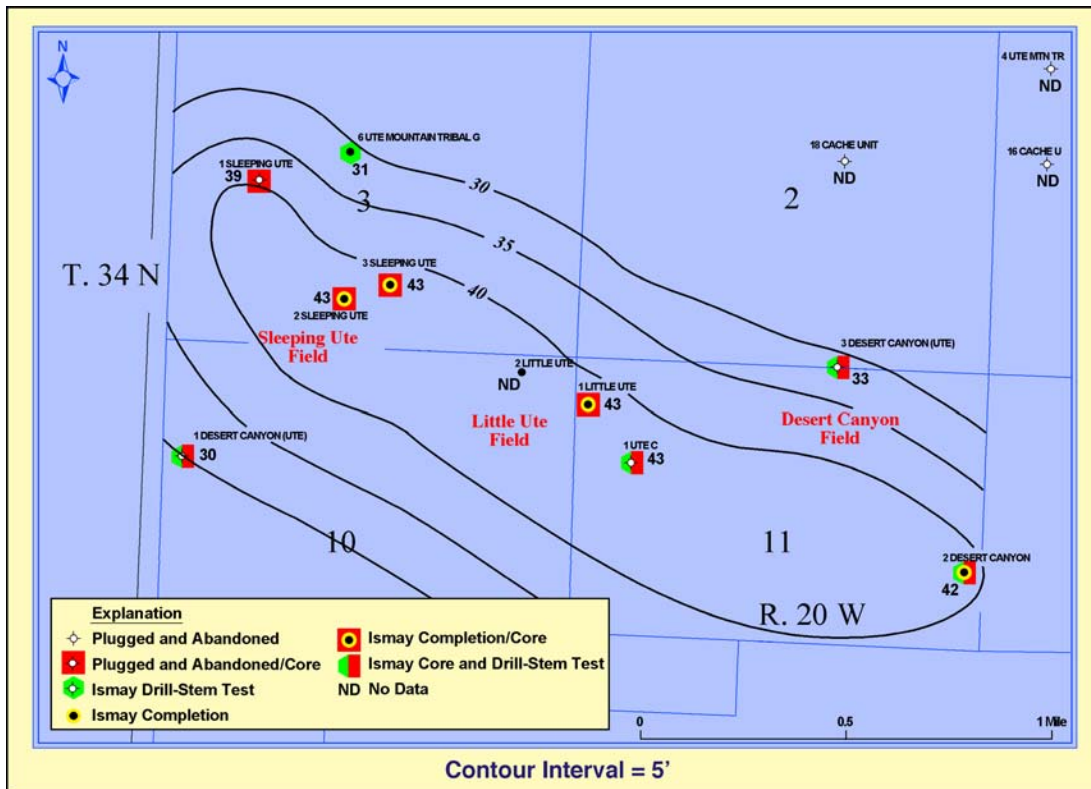 N
4 UTE MTN TR
ND
6 UTE MOUNTAIN TRIBAL G
31
18 CACHE UNIT
ND
16 CACHE U
ND
1 SLEEPING UTE
39
3
30
2
35
T. 34 N
3 SLEEPING UTE
43
43
2 SLEEPING UTE
40
Sleeping Ute
Field
2 LITTLE UTE
ND
3 DESERT CANYON (UTE)
33
1 LITTLE UTE
43
Little Ute
Field
Desert Canyon
Field
1 DESERT CANYON (UTE)
30
1 UTE C
43
10
11
2 DESERT CANYON
42
R. 20 W
Explanation
Plugged and Abandoned
Plugged and Abandoned/Core
Ismay Drill-Stem Test
Ismay Completion
Ismay Completion/Core
Ismay Core and Drill-Stem Test
ND No Data
0 0.5 1 Mile
Contour Interval = 5'